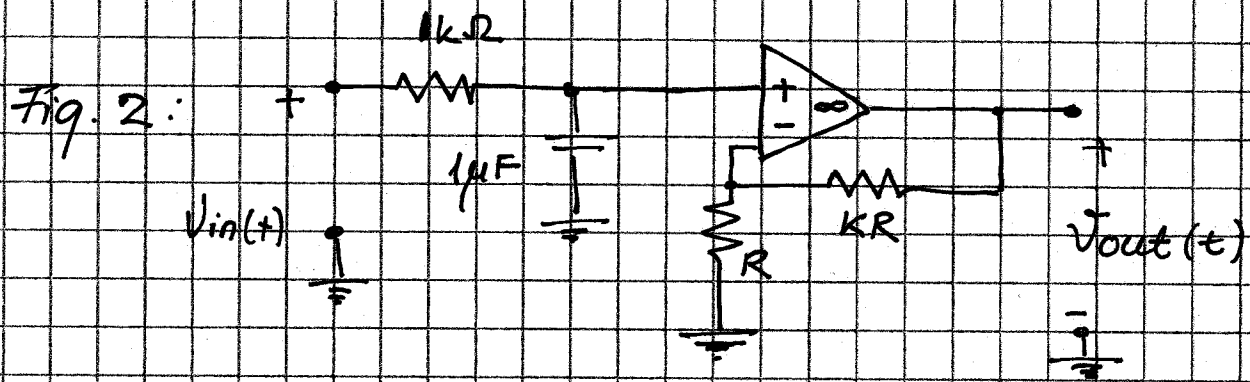 1kΩ
Fig. 2:
+
+
∞
-
1μF
+
Vin(t)
KR
R
Vout(t)
-